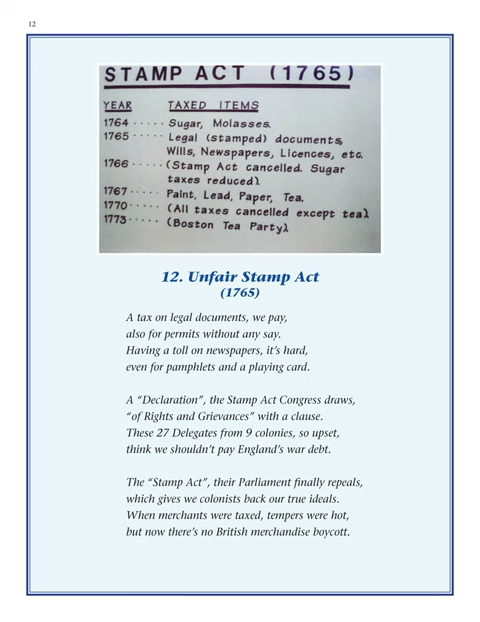 12
STAMP ACT (1765)
YEAR TAXED ITEMS
1764 ····· Sugar, Molasses.
1765 ····· Legal (stamped) documents,
Wills, Newspapers, Licences, etc.
1766 ····· (Stamp Act cancelled. Sugar
taxes reduced).
1767 ····· Paint, Lead, Paper, Tea.
1770 ····· (All taxes cancelled except tea)
1773 ····· (Boston Tea Party).
12. Unfair Stamp Act
(1765)
A tax on legal documents, we pay,
also for permits without any say.
Having a toll on newspapers, it's hard,
even for pamphlets and a playing card.
A “Declaration”, the Stamp Act Congress draws,
“of Rights and Grievances” with a clause.
These 27 Delegates from 9 colonies, so upset,
think we shouldn't pay England's war debt.
The “Stamp Act”, their Parliament finally repeals,
which gives we colonists back our true ideals.
When merchants were taxed, tempers were hot,
but now there's no British merchandise boycott.